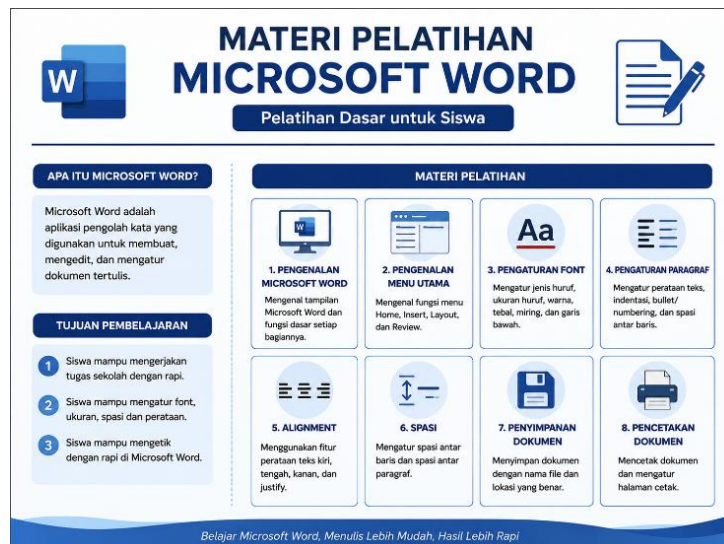 MATERI PELATIHAN
MICROSOFT WORD
Pelatihan Dasar untuk Siswa
W
APA ITU MICROSOFT WORD?
Microsoft Word adalah
aplikasi pengolah kata yang
digunakan untuk membuat,
mengedit, dan mengatur
dokumen tertulis.
TUJUAN PEMBELAJARAN
1 Siswa mampu mengerjakan
tugas sekolah dengan rapi.
2 Siswa mampu mengatur font,
ukuran, spasi dan perataan.
3 Siswa mampu mengetik
dengan rapi di Microsoft Word.
MATERI PELATIHAN
W
1. PENGENALAN
MICROSOFT WORD
Mengenal tampilan
Microsoft Word dan
fungsi dasar setiap
bagiannya.
2. PENGENALAN
MENU UTAMA
Mengenal fungsi menu
Home, Insert, Layout,
dan Review.
Aa
3. PENGATURAN FONT
Mengatur jenis huruf,
ukuran huruf, warna,
tebal, miring, dan garis
bawah.
4. PENGATURAN PARAGRAF
Mengatur perataan teks,
indentasi, bullet/
numbering, dan spasi
antar baris.
5. ALIGNMENT
Menggunakan fitur
perataan teks kiri,
tengah, kanan, dan
justify.
6. SPASI
Mengatur spasi antar
baris dan spasi antar
paragraf.
7. PENYIMPANAN
DOKUMEN
Menyimpan dokumen
dengan nama file dan
lokasi yang benar.
8. PENCETAKAN
DOKUMEN
Mencetak dokumen
dan mengatur
halaman cetak.
Belajar Microsoft Word, Menulis Lebih Mudah, Hasil Lebih Rapi